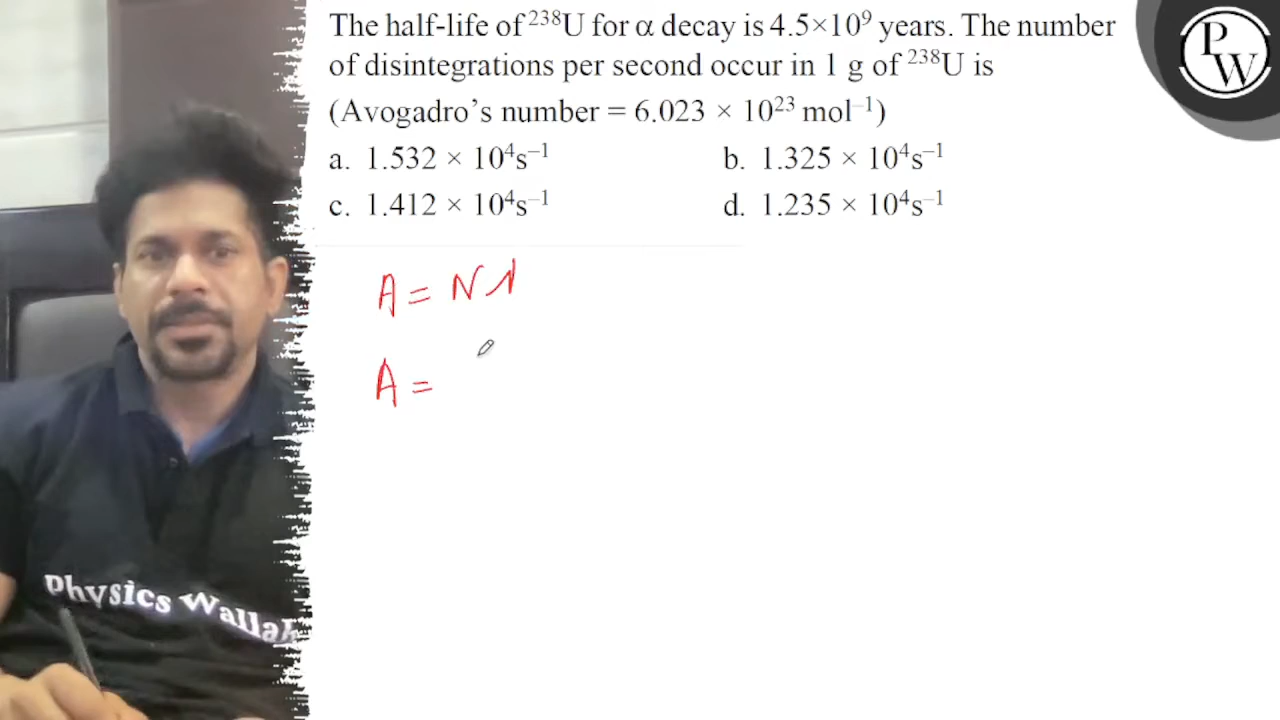 The half-life of ²³⁸U for α decay is 4.5×10⁹ years. The number
of disintegrations per second occur in 1 g of ²³⁸U is
(Avogadro’s number = 6.023 × 10²³ mol⁻¹)
a. 1.532 × 10⁴s⁻¹ b. 1.325 × 10⁴s⁻¹
c. 1.412 × 10⁴s⁻¹ d. 1.235 × 10⁴s⁻¹
A = Nλ
A =
PW
Physics Wallah